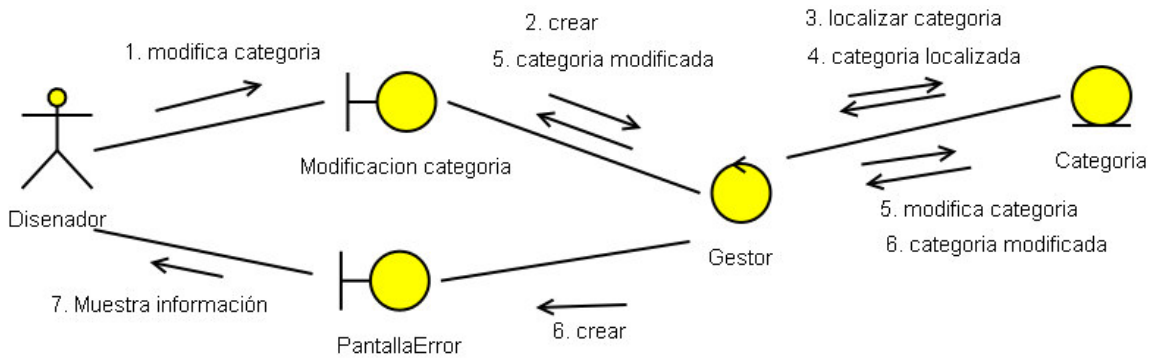 1. modifica categoria
2. crear
5. categoria modificada
3. localizar categoria
4. categoria localizada
Disenador
Modificacion categoria
Gestor
Categoria
5. modifica categoria
6. categoria modificada
7. Muestra información
PantallaError
6. crear